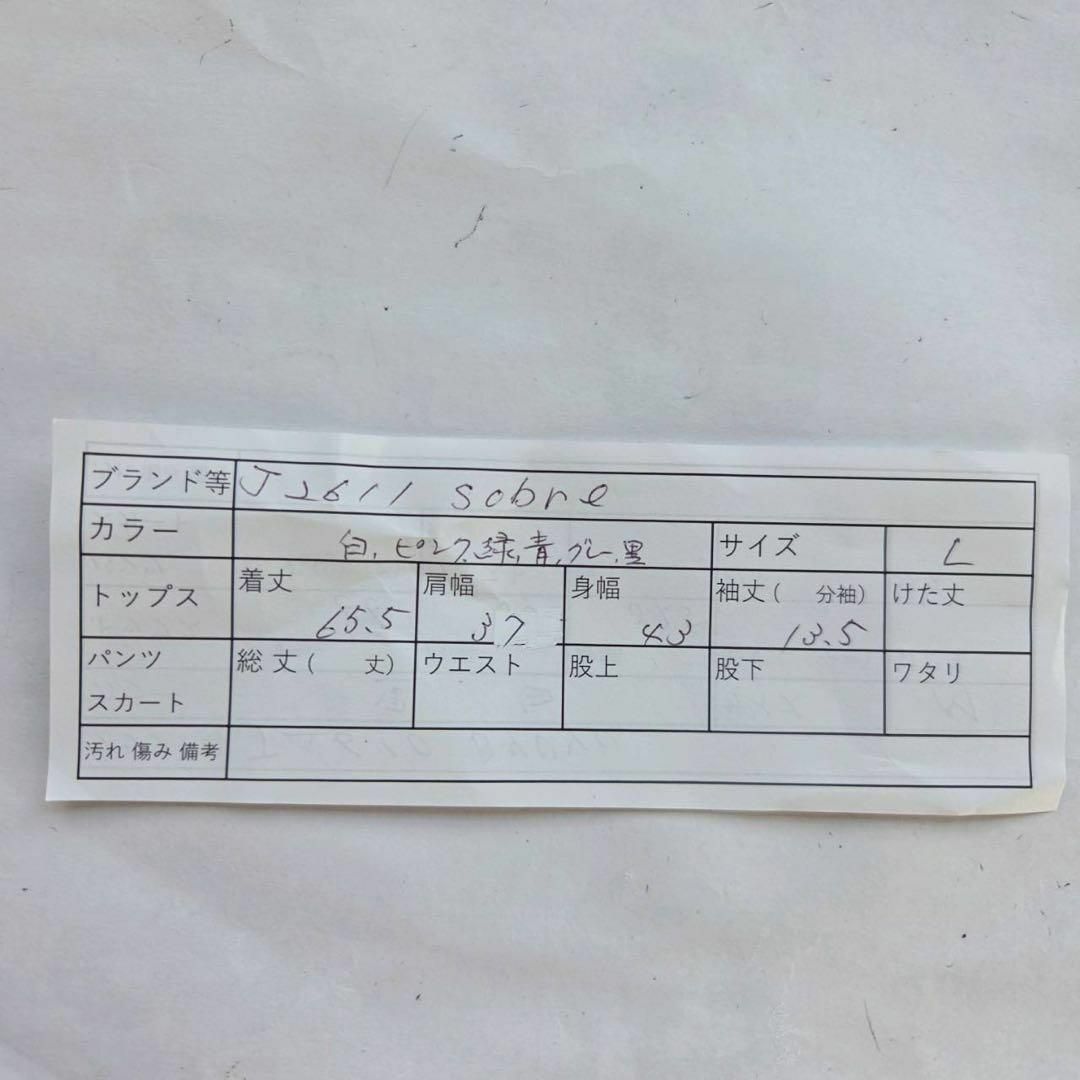 ブランド等 J2611 sobre
カラー 白,ピンク,緑,青,グレー,黒 サイズ L
トップス 着丈 65.5 肩幅 37 身幅 43 袖丈( 分袖) 13.5 けた丈
パンツ スカート 総丈( 丈) ウエスト 股上 股下 ワタリ
汚れ 傷み 備考